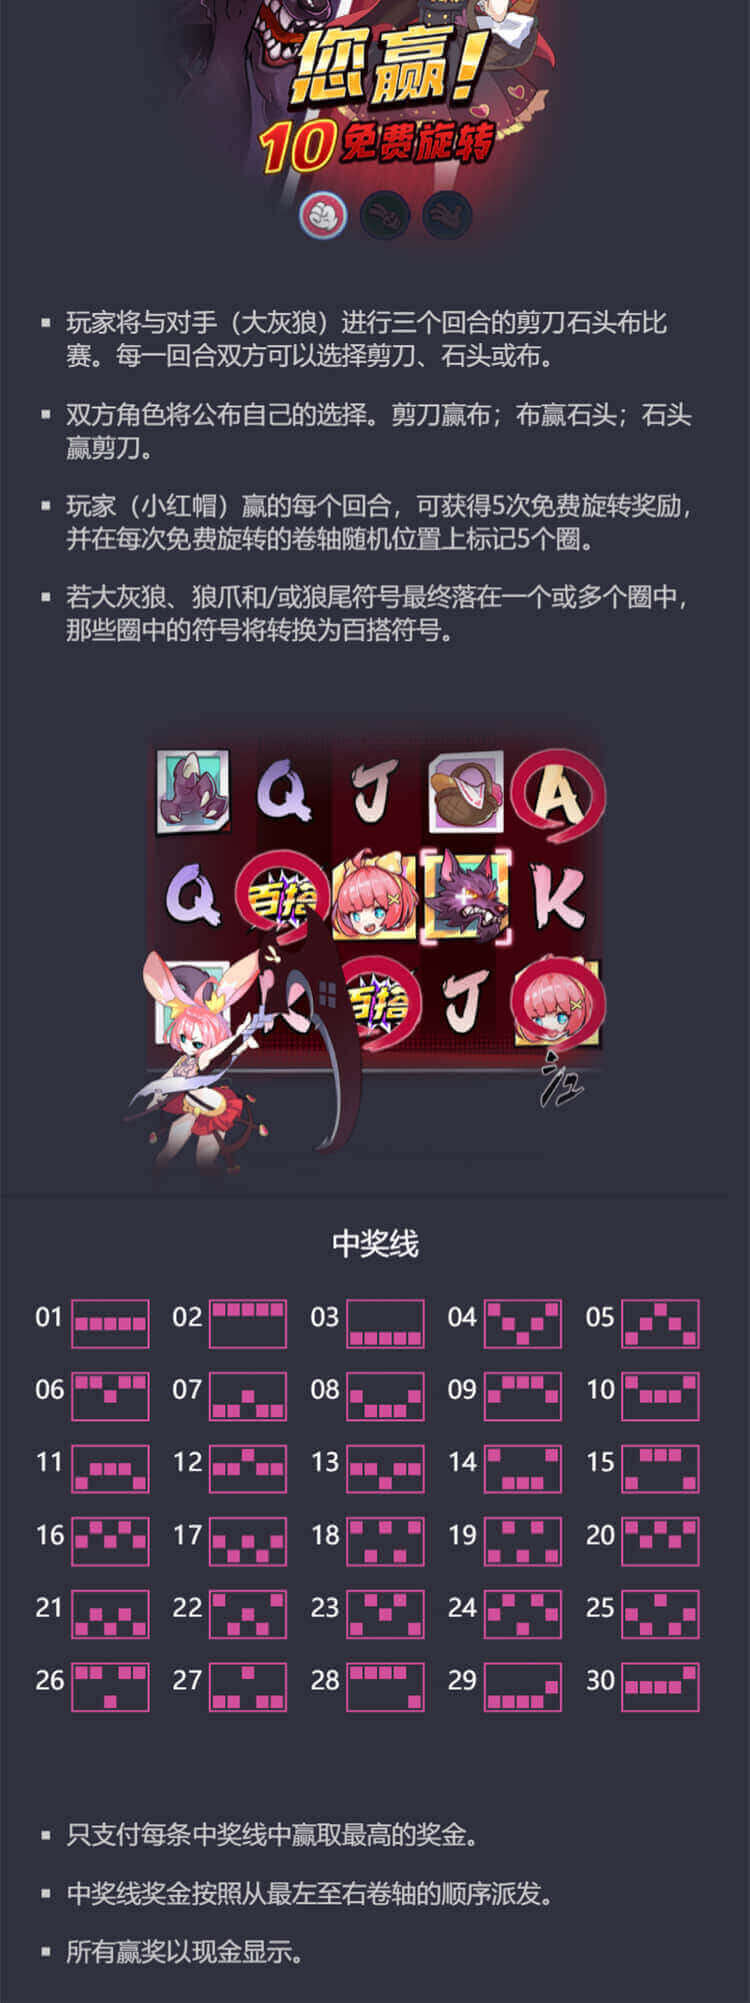 您赢!
10免费旋转
玩家将与对手（大灰狼）进行三个回合的剪刀石头布比
赛。每一回合双方可以选择剪刀、石头或布。
双方角色将公布自己的选择。剪刀赢布；布赢石头；石头
赢剪刀。
玩家（小红帽）赢的每个回合，可获得5次免费旋转奖励，
并在每次免费旋转的卷轴随机位置上标记5个圈。
若大灰狼、狼爪和/或狼尾符号最终落在一个或多个圈中，
那些圈中的符号将转换为百搭符号。
Q J A
Q 百搭 K
K 百搭 J
中奖线
01 02 03 04 05
06 07 08 09 10
11 12 13 14 15
16 17 18 19 20
21 22 23 24 25
26 27 28 29 30
只支付每条中奖线中赢取最高的奖金。
中奖线奖金按照从最左至右卷轴的顺序派发。
所有赢奖以现金显示。